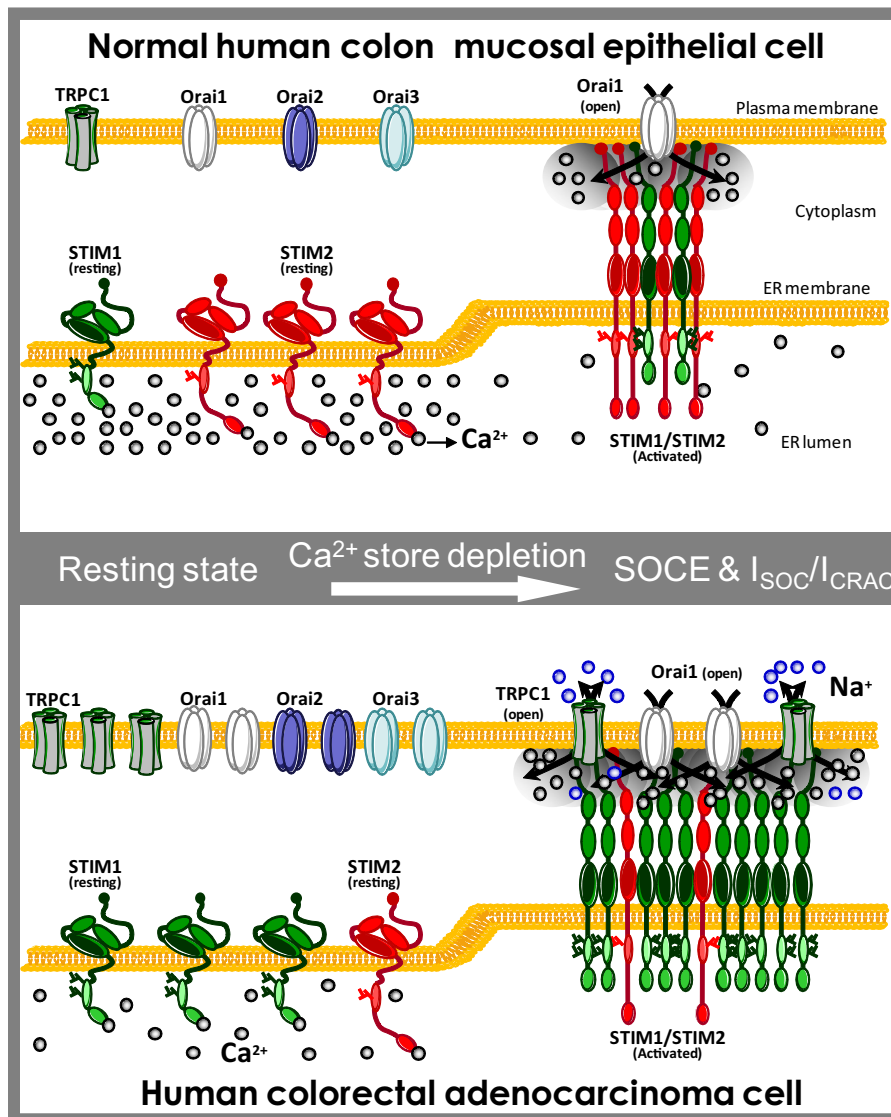 Normal human colon mucosal epithelial cell
TRPC1
Orai1
Orai2
Orai3
Orai1
(open)
Plasma membrane
Cytoplasm
STIM1
(resting)
STIM2
(resting)
ER membrane
Ca²⁺
STIM1/STIM2
(Activated)
ER lumen
Resting state
Ca²⁺ store depletion
SOCE & I_SOC/I_CRAC
TRPC1
Orai1
Orai2
Orai3
TRPC1
(open)
Orai1 (open)
Na⁺
STIM1
(resting)
STIM2
(resting)
Ca²⁺
STIM1/STIM2
(Activated)
Human colorectal adenocarcinoma cell